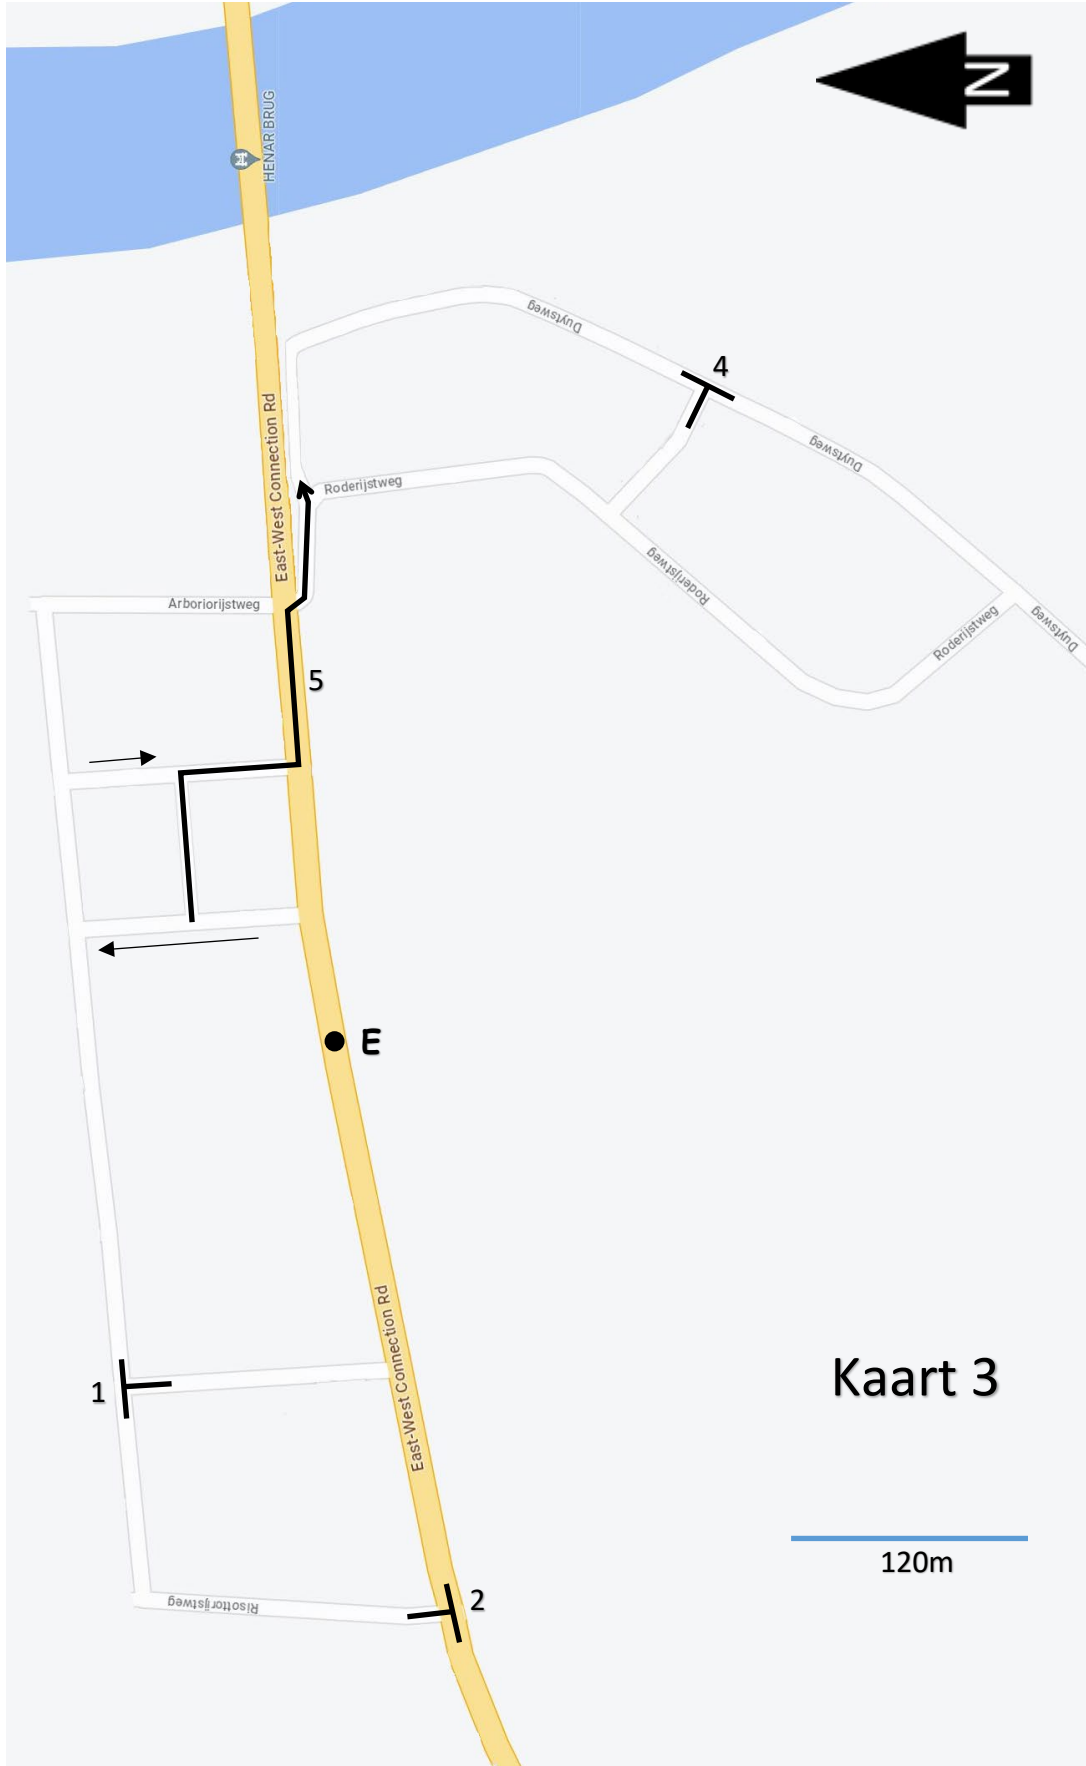 N
HENAR BRUG
Duytsweg
4
East-West Connection Rd
Duytsweg
Roderijstweg
Roderijstweg
Arboriorijstweg
Roderijstweg
Duytsweg
5
E
East-West Connection Rd
Kaart 3
1
120m
2
Risottorijstweg